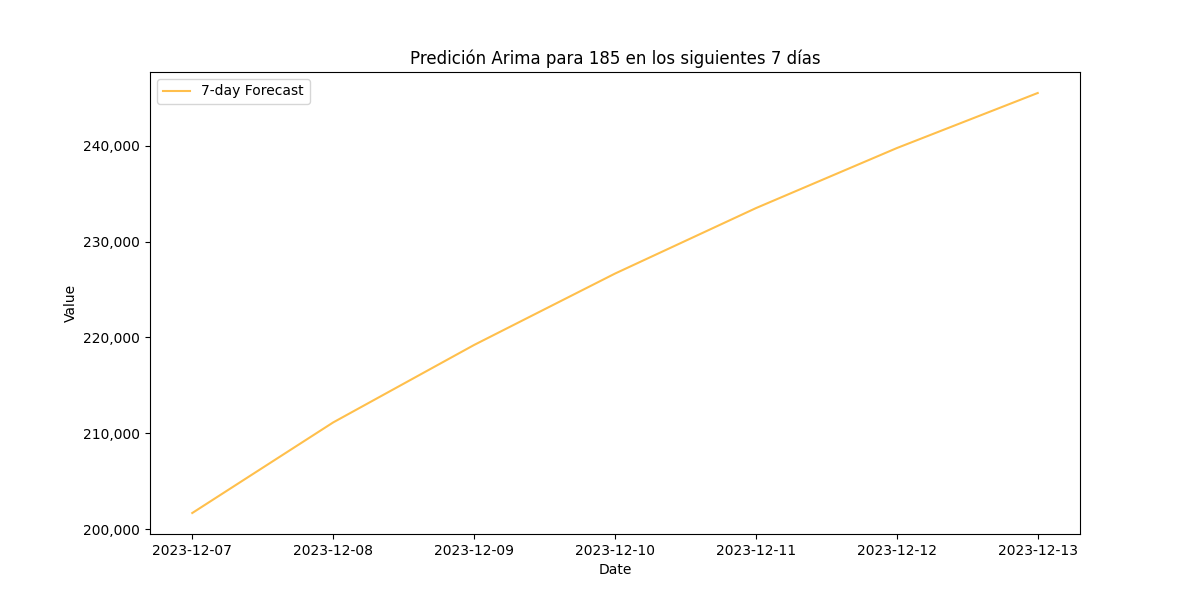 Predición Arima para 185 en los siguientes 7 días
7-day Forecast
240,000
230,000
220,000
210,000
200,000
Value
2023-12-07 2023-12-08 2023-12-09 2023-12-10 2023-12-11 2023-12-12 2023-12-13
Date